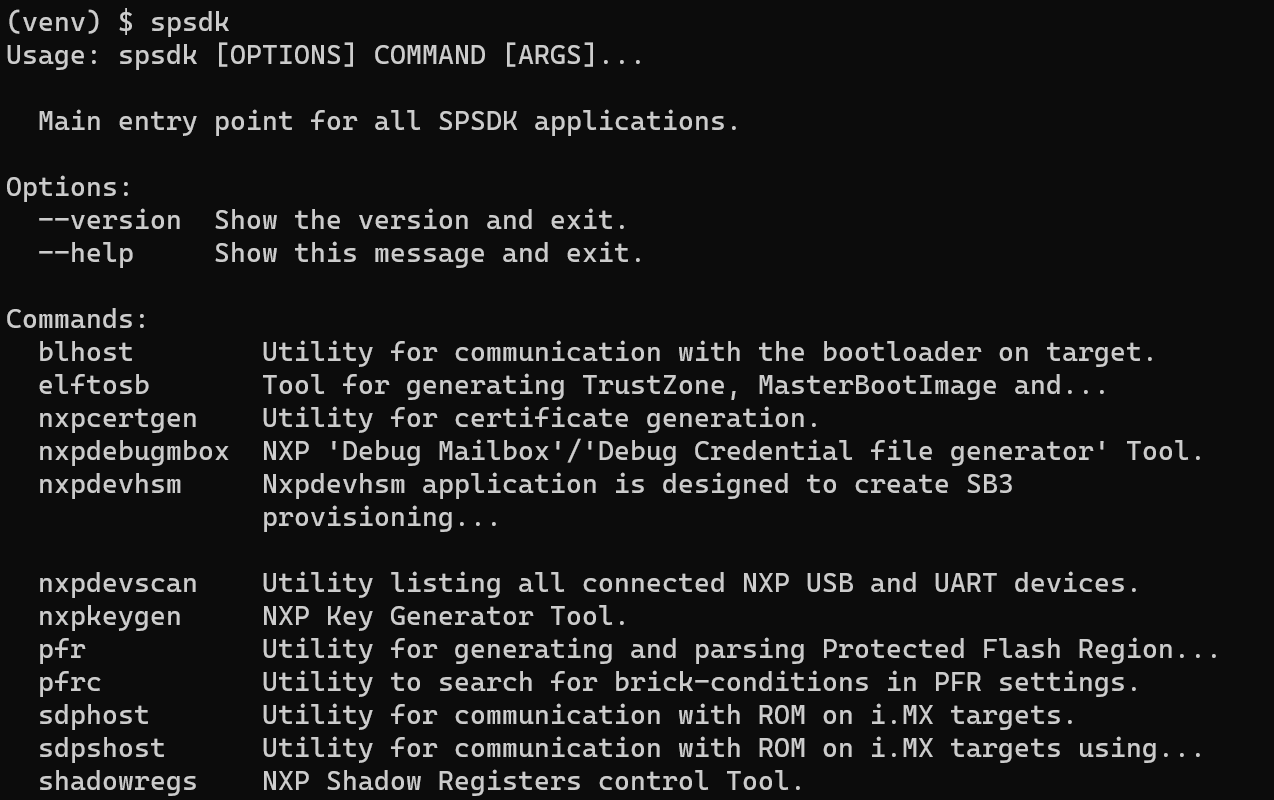 (venv) $ spsdk
Usage: spsdk [OPTIONS] COMMAND [ARGS]...

  Main entry point for all SPSDK applications.

Options:
  --version  Show the version and exit.
  --help     Show this message and exit.

Commands:
  blhost        Utility for communication with the bootloader on target.
  elftosb       Tool for generating TrustZone, MasterBootImage and...
  nxpcertgen    Utility for certificate generation.
  nxpdebugmbox  NXP 'Debug Mailbox'/'Debug Credential file generator' Tool.
  nxpdevhsm     Nxpdevhsm application is designed to create SB3
                provisioning...

  nxpdevscan    Utility listing all connected NXP USB and UART devices.
  nxpkeygen     NXP Key Generator Tool.
  pfr           Utility for generating and parsing Protected Flash Region...
  pfrc          Utility to search for brick-conditions in PFR settings.
  sdphost       Utility for communication with ROM on i.MX targets.
  sdpshost      Utility for communication with ROM on i.MX targets using...
  shadowregs    NXP Shadow Registers control Tool.